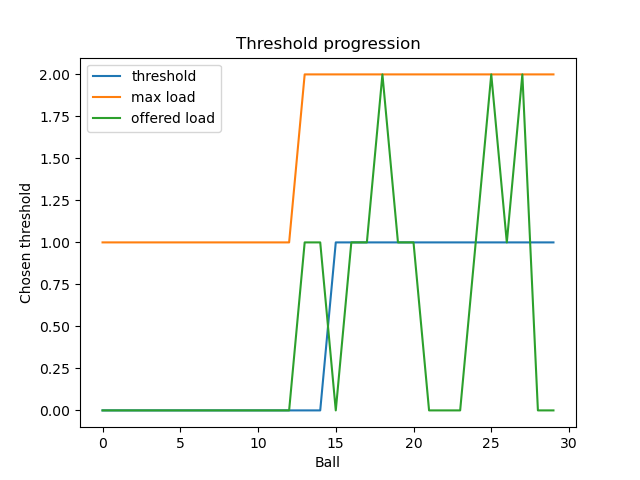 Threshold progression
threshold
max load
offered load
2.00
1.75
1.50
1.25
1.00
0.75
0.50
0.25
0.00
Chosen threshold
0 5 10 15 20 25 30
Ball